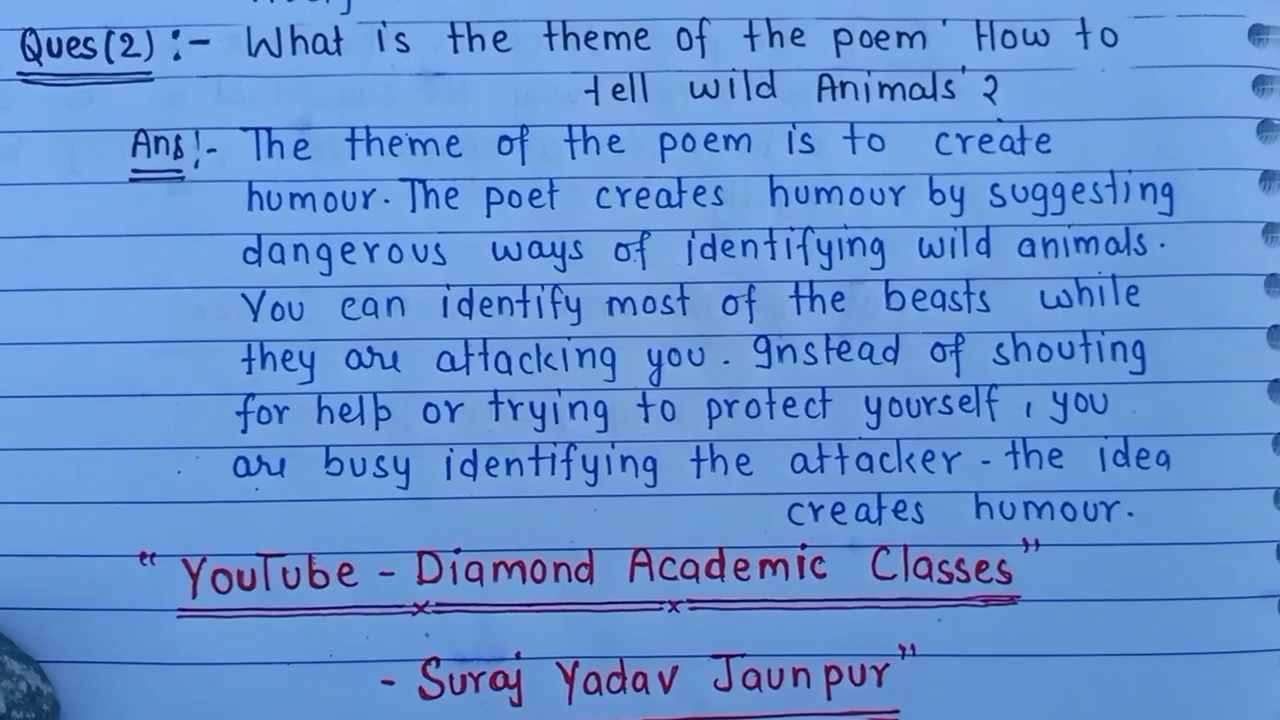 Ques(2) :- What is the theme of the poem 'How to
tell wild Animals'?
Ans!- The theme of the poem is to create
humour. The poet creates humour by suggesting
dangerous ways of identifying wild animals.
You can identify most of the beasts while
they are attacking you. Instead of shouting
for help or trying to protect yourself, you
are busy identifying the attacker - the idea
creates humour.
"YouTube - Diamond Academic Classes"
- Suraj Yadav Jaunpur"